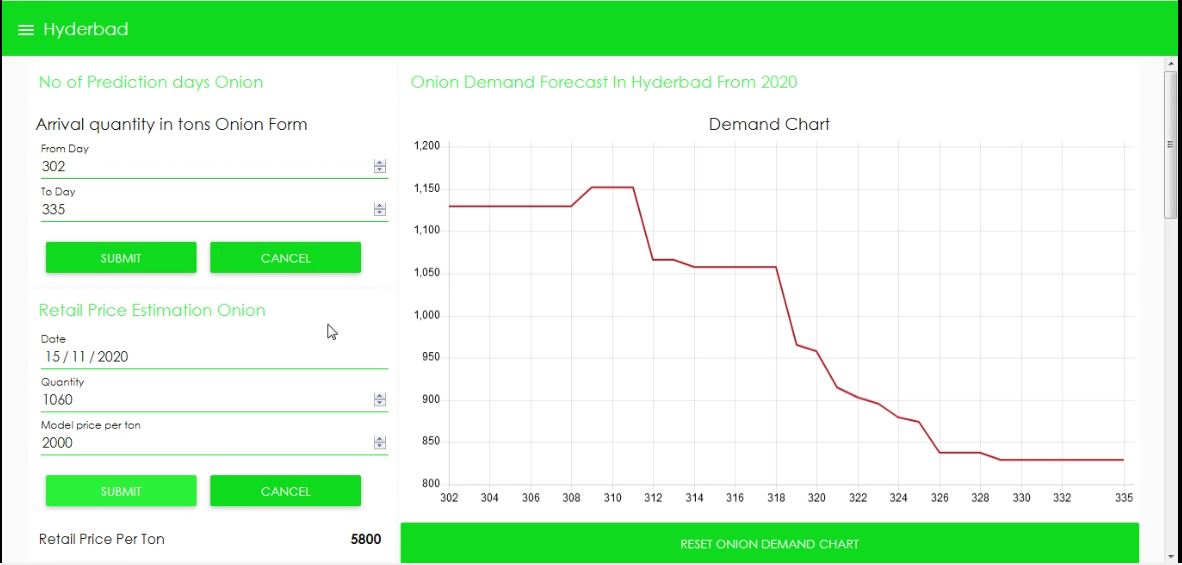 Hyderbad
No of Prediction days Onion
Arrival quantity in tons Onion Form
From Day
302
To Day
335
SUBMIT CANCEL
Retail Price Estimation Onion
Date
15 / 11 / 2020
Quantity
1060
Model price per ton
2000
SUBMIT CANCEL
Retail Price Per Ton 5800
Onion Demand Forecast In Hyderbad From 2020
Demand Chart
1,200
1,150
1,100
1,050
1,000
950
900
850
800
302 304 306 308 310 312 314 316 318 320 322 324 326 328 330 332 335
RESET ONION DEMAND CHART